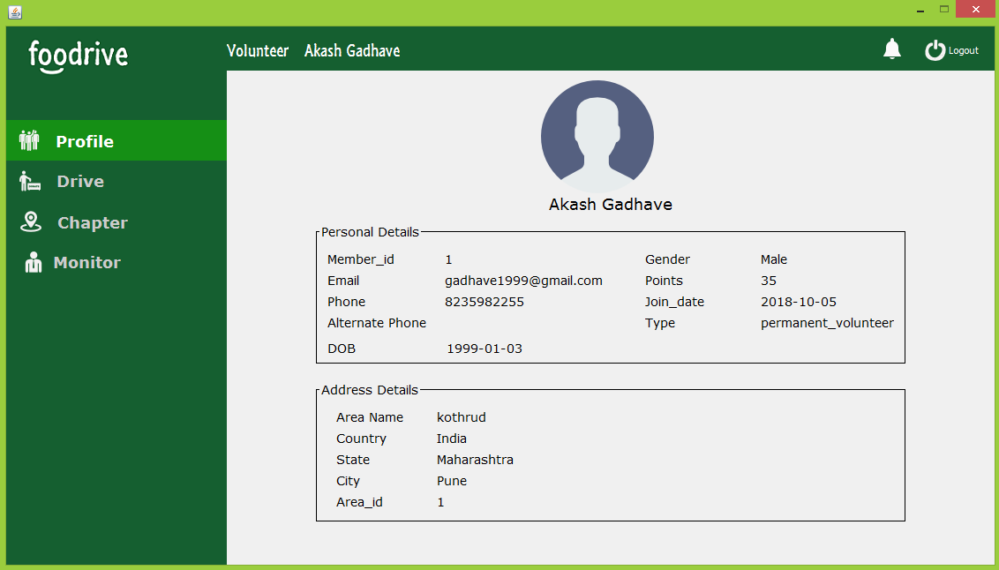 foodrive
Volunteer Akash Gadhave
Logout
Profile
Drive
Chapter
Monitor
Akash Gadhave
Personal Details
Member_id 1 Gender Male
Email gadhave1999@gmail.com Points 35
Phone 8235982255 Join_date 2018-10-05
Alternate Phone Type permanent_volunteer
DOB 1999-01-03
Address Details
Area Name kothrud
Country India
State Maharashtra
City Pune
Area_id 1